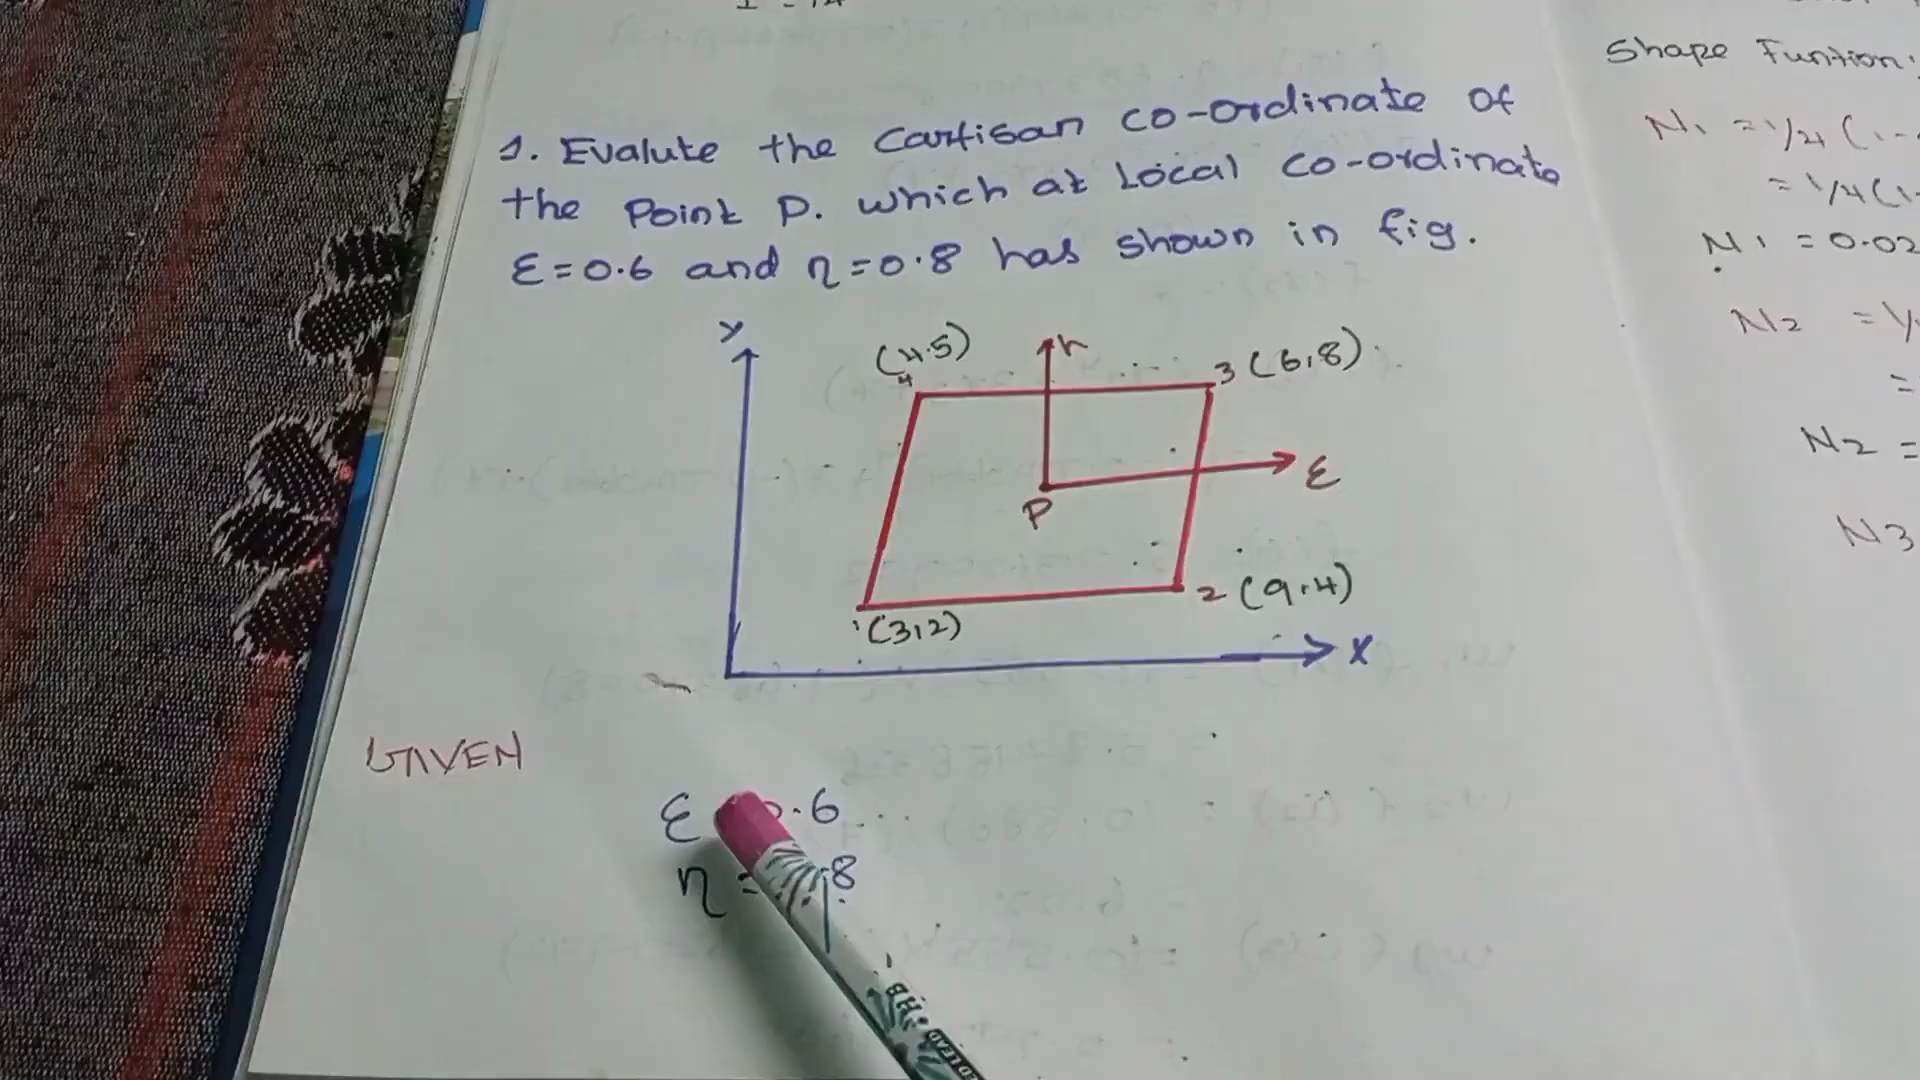 1. Evalute the Cartisan co-ordinate of
the Point P. which at Local co-ordinate
ε=0.6 and η=0.8 has shown in fig.
y
(4.5)
4
η
3 (6,8)
ε
P
2 (9,4)
1 (3,2)
x
GIVEN
ε 0.6
η = .8
HB
Shape Funtion:
N1 = 1/4 (1-
= 1/4 (1-
N1 = 0.02
N2 =
=
N2 =
N3